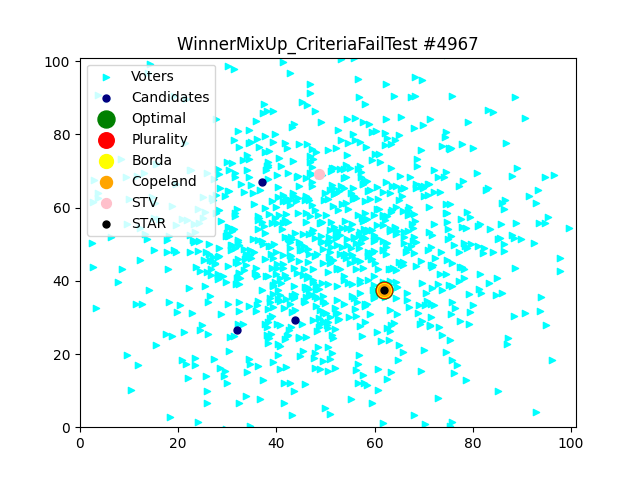 WinnerMixUp_CriteriaFailTest #4967
100
80
60
40
20
0
0 20 40 60 80 100
Voters
Candidates
Optimal
Plurality
Borda
Copeland
STV
STAR